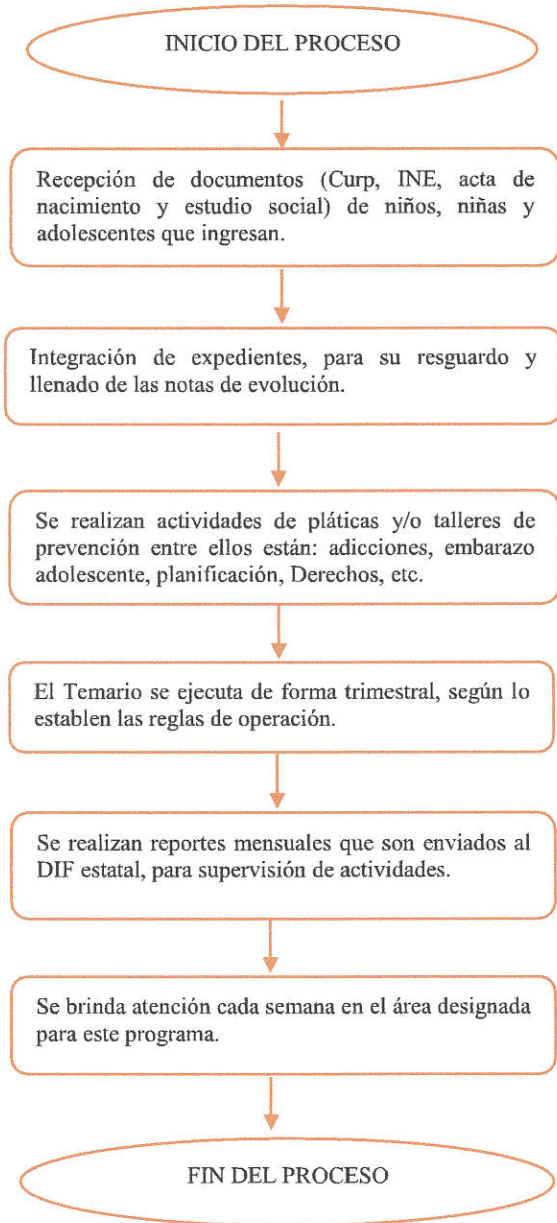 INICIO DEL PROCESO
Recepción de documentos (Curp, INE, acta de
nacimiento y estudio social) de niños, niñas y
adolescentes que ingresan.
Integración de expedientes, para su resguardo y
llenado de las notas de evolución.
Se realizan actividades de pláticas y/o talleres de
prevención entre ellos están: adicciones, embarazo
adolescente, planificación, Derechos, etc.
El Temario se ejecuta de forma trimestral, según lo
establen las reglas de operación.
Se realizan reportes mensuales que son enviados al
DIF estatal, para supervisión de actividades.
Se brinda atención cada semana en el área designada
para este programa.
FIN DEL PROCESO